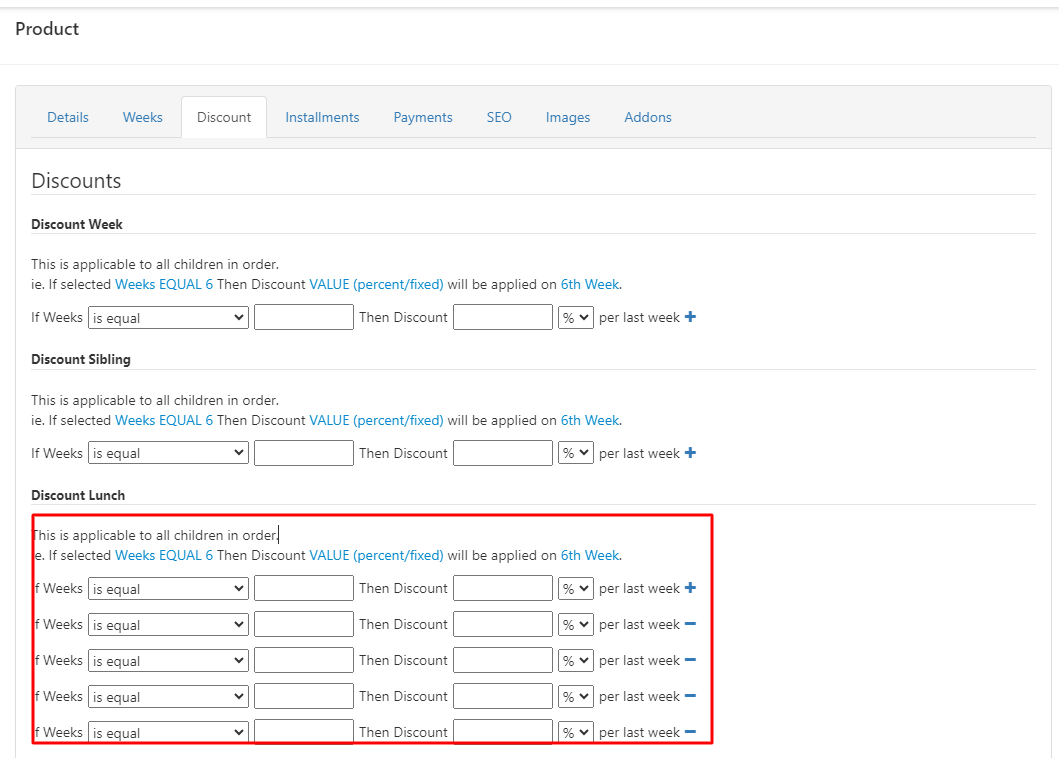 Product
Details Weeks Discount Installments Payments SEO Images Addons
Discounts
Discount Week
This is applicable to all children in order.
ie. If selected Weeks EQUAL 6 Then Discount VALUE (percent/fixed) will be applied on 6th Week.
If Weeks is equal Then Discount % per last week
Discount Sibling
This is applicable to all children in order.
ie. If selected Weeks EQUAL 6 Then Discount VALUE (percent/fixed) will be applied on 6th Week.
If Weeks is equal Then Discount % per last week
Discount Lunch
This is applicable to all children in order.
ie. If selected Weeks EQUAL 6 Then Discount VALUE (percent/fixed) will be applied on 6th Week.
If Weeks is equal Then Discount % per last week
If Weeks is equal Then Discount % per last week
If Weeks is equal Then Discount % per last week
If Weeks is equal Then Discount % per last week
If Weeks is equal Then Discount % per last week